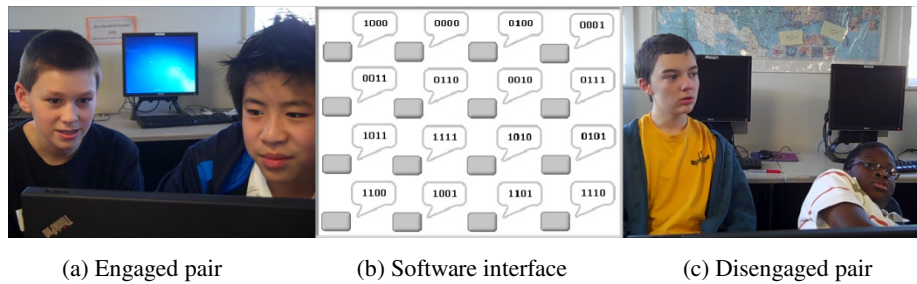 1000 0000 0100 0001
0011 0110 0010 0111
1011 1111 1010 0101
1100 1001 1101 1110
ThinkPad
(a) Engaged pair (b) Software interface (c) Disengaged pair